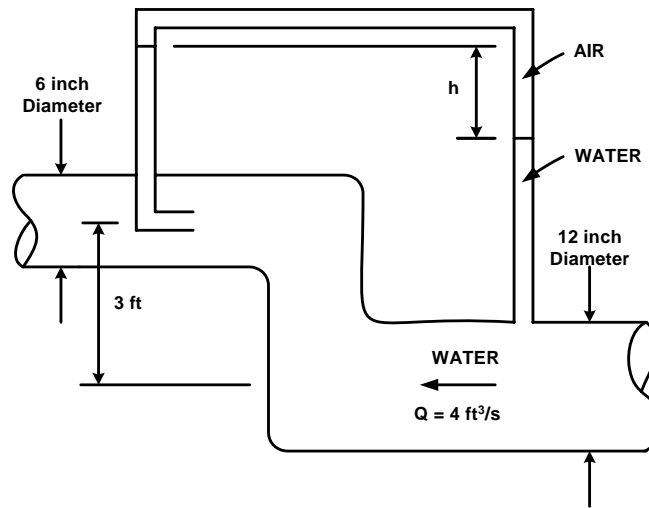 AIR
6 inch
Diameter
h
WATER
12 inch
Diameter
3 ft
WATER
Q = 4 ft³/s